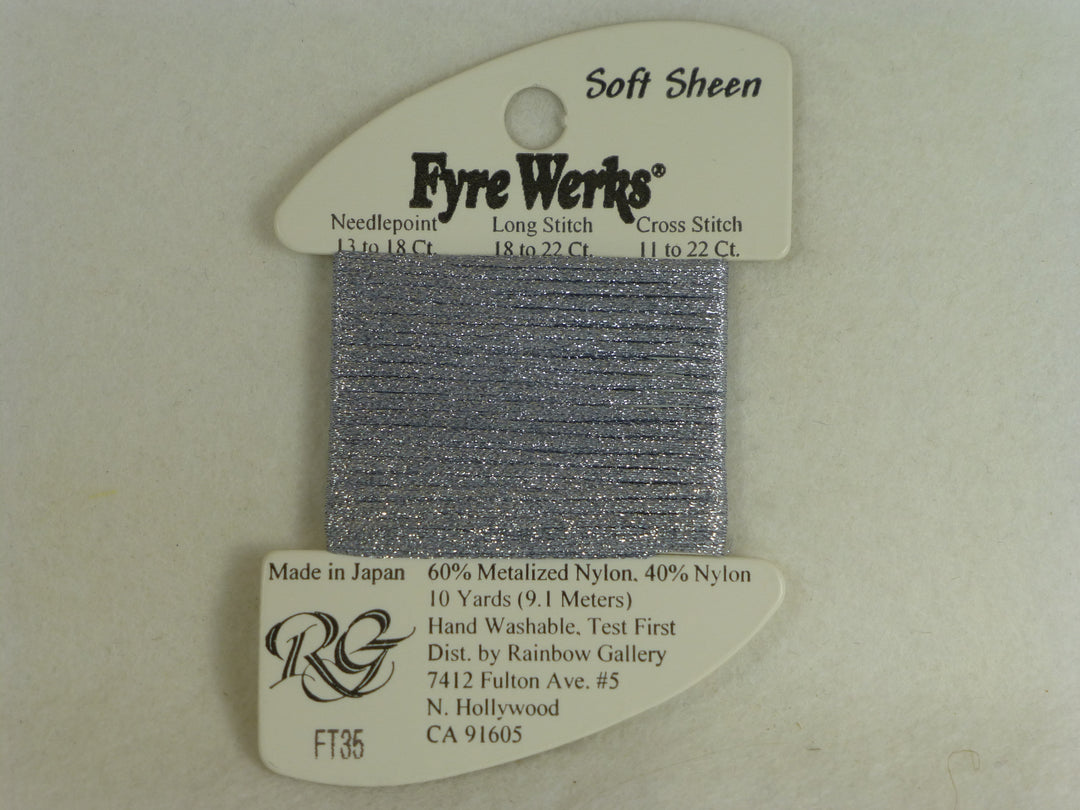 Soft Sheen
Fyre Werks®
Needlepoint Long Stitch Cross Stitch
13 to 18 Ct. 18 to 22 Ct. 11 to 22 Ct.
Made in Japan 60% Metalized Nylon, 40% Nylon
10 Yards (9.1 Meters)
Hand Washable, Test First
Dist. by Rainbow Gallery
7412 Fulton Ave. #5
N. Hollywood
CA 91605
RG
FT35